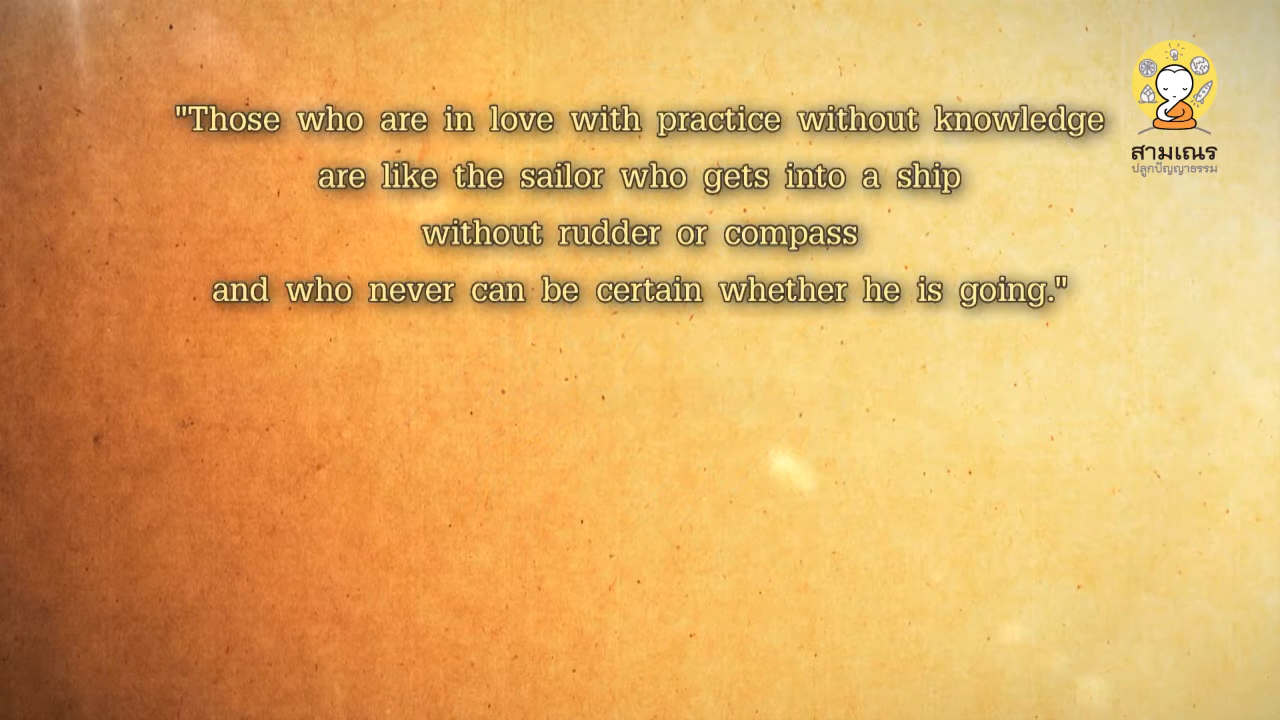 "Those who are in love with practice without knowledge
are like the sailor who gets into a ship
without rudder or compass
and who never can be certain whether he is going."
สามเณร
ปลูกปัญญาธรรม